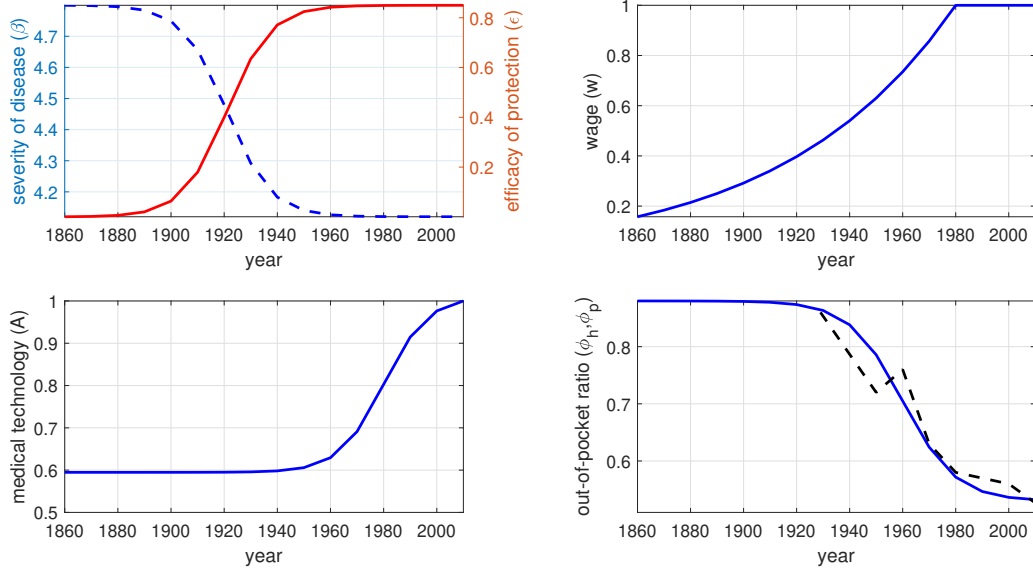 severity of disease (β)
4.7
4.6
4.5
4.4
4.3
4.2
0.8
0.6
0.4
0.2
efficacy of protection (ϵ)
1860 1880 1900 1920 1940 1960 1980 2000
year
wage (w)
1
0.8
0.6
0.4
0.2
1860 1880 1900 1920 1940 1960 1980 2000
year
medical technology (A)
1
0.9
0.8
0.7
0.6
0.5
1860 1880 1900 1920 1940 1960 1980 2000
year
out-of-pocket ratio (ϕh,ϕp)
0.8
0.7
0.6
1860 1880 1900 1920 1940 1960 1980 2000
year